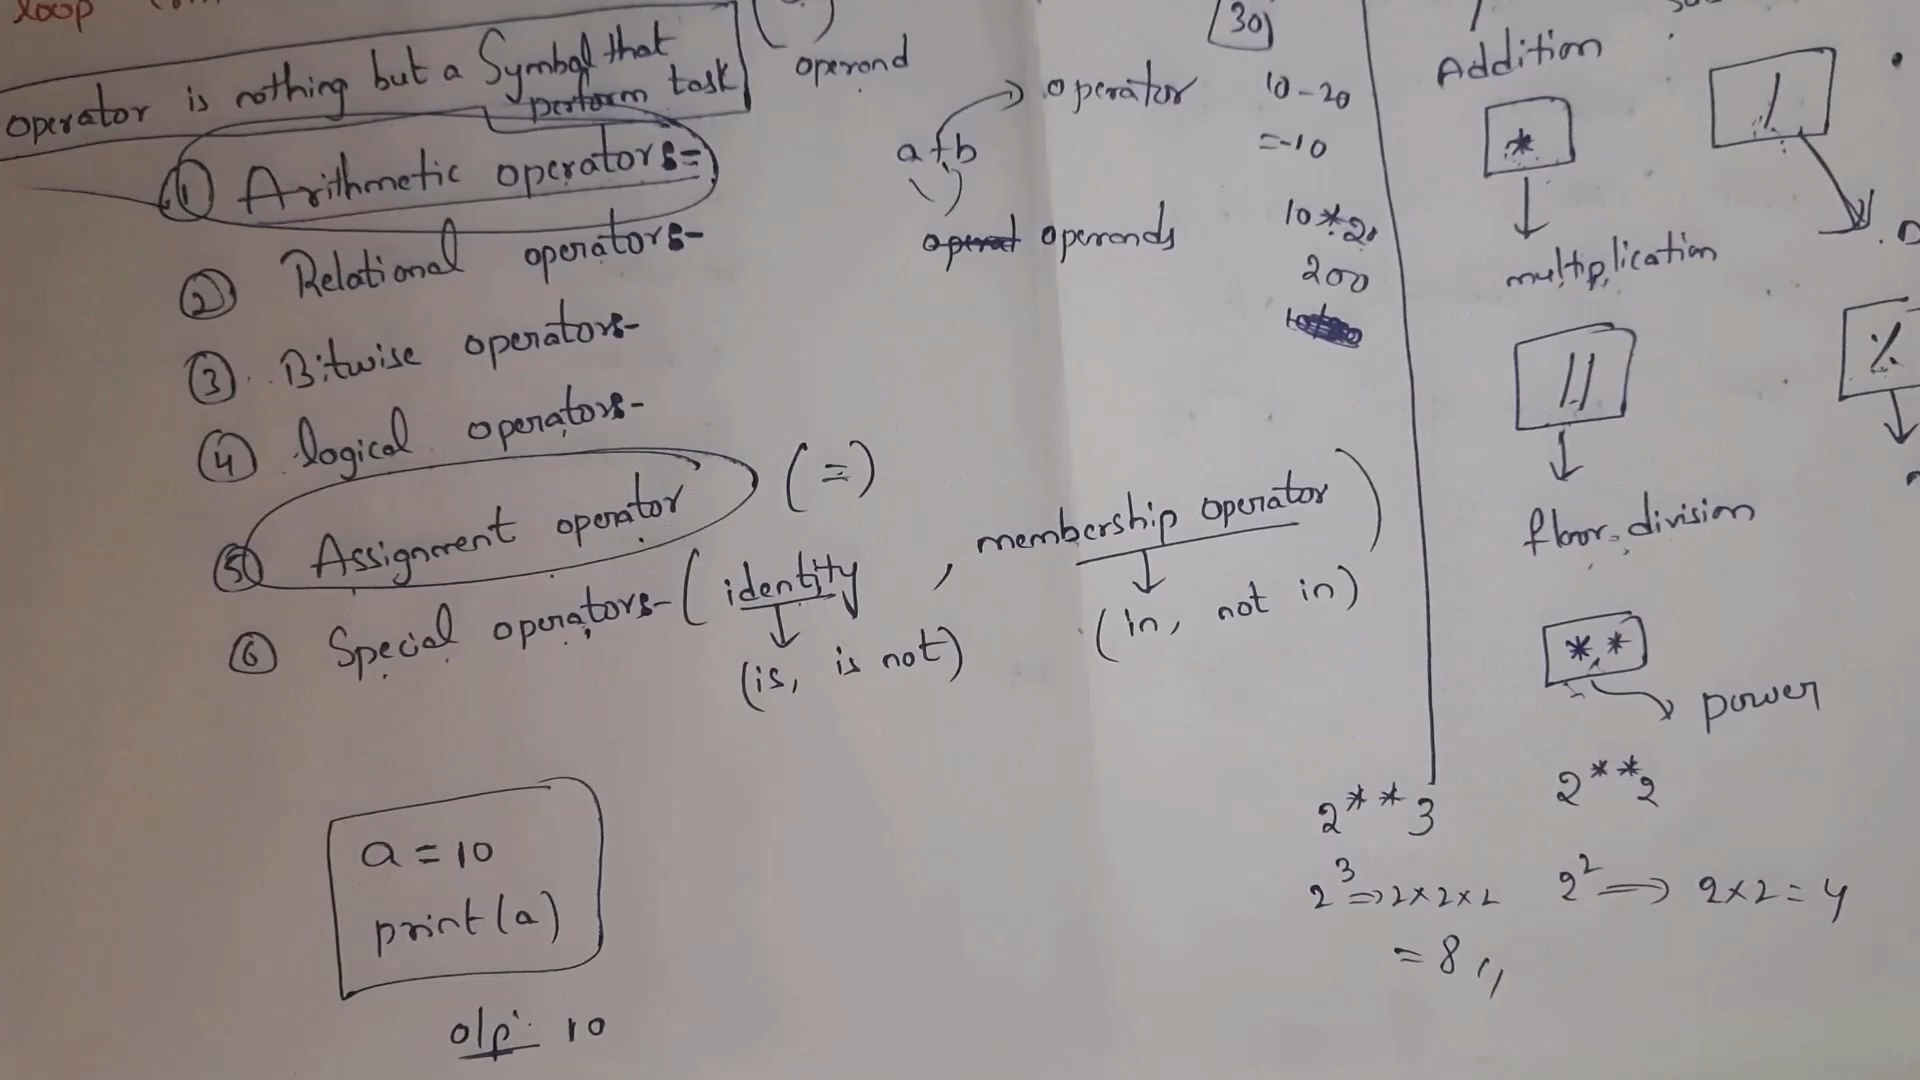 loop
operator is nothing but a Symbol that
perform task
① Arithmetic operators=
② Relational operators-
③ Bitwise operators-
④ logical operators-
⑤ Assignment operator (=)
⑥ Special operators-( identity , membership operator )
(is, is not)
(in, not in)
a = 10
print(a)
o/p: 10
operond
operator
a+b
operonds
30
10-20
=-10
10*20
200
Addition
*
multiplication
/
//
floor division
%
**
power
2**3
2³⇒2×2×2
=8
2**2
2²⇒ 2×2=4